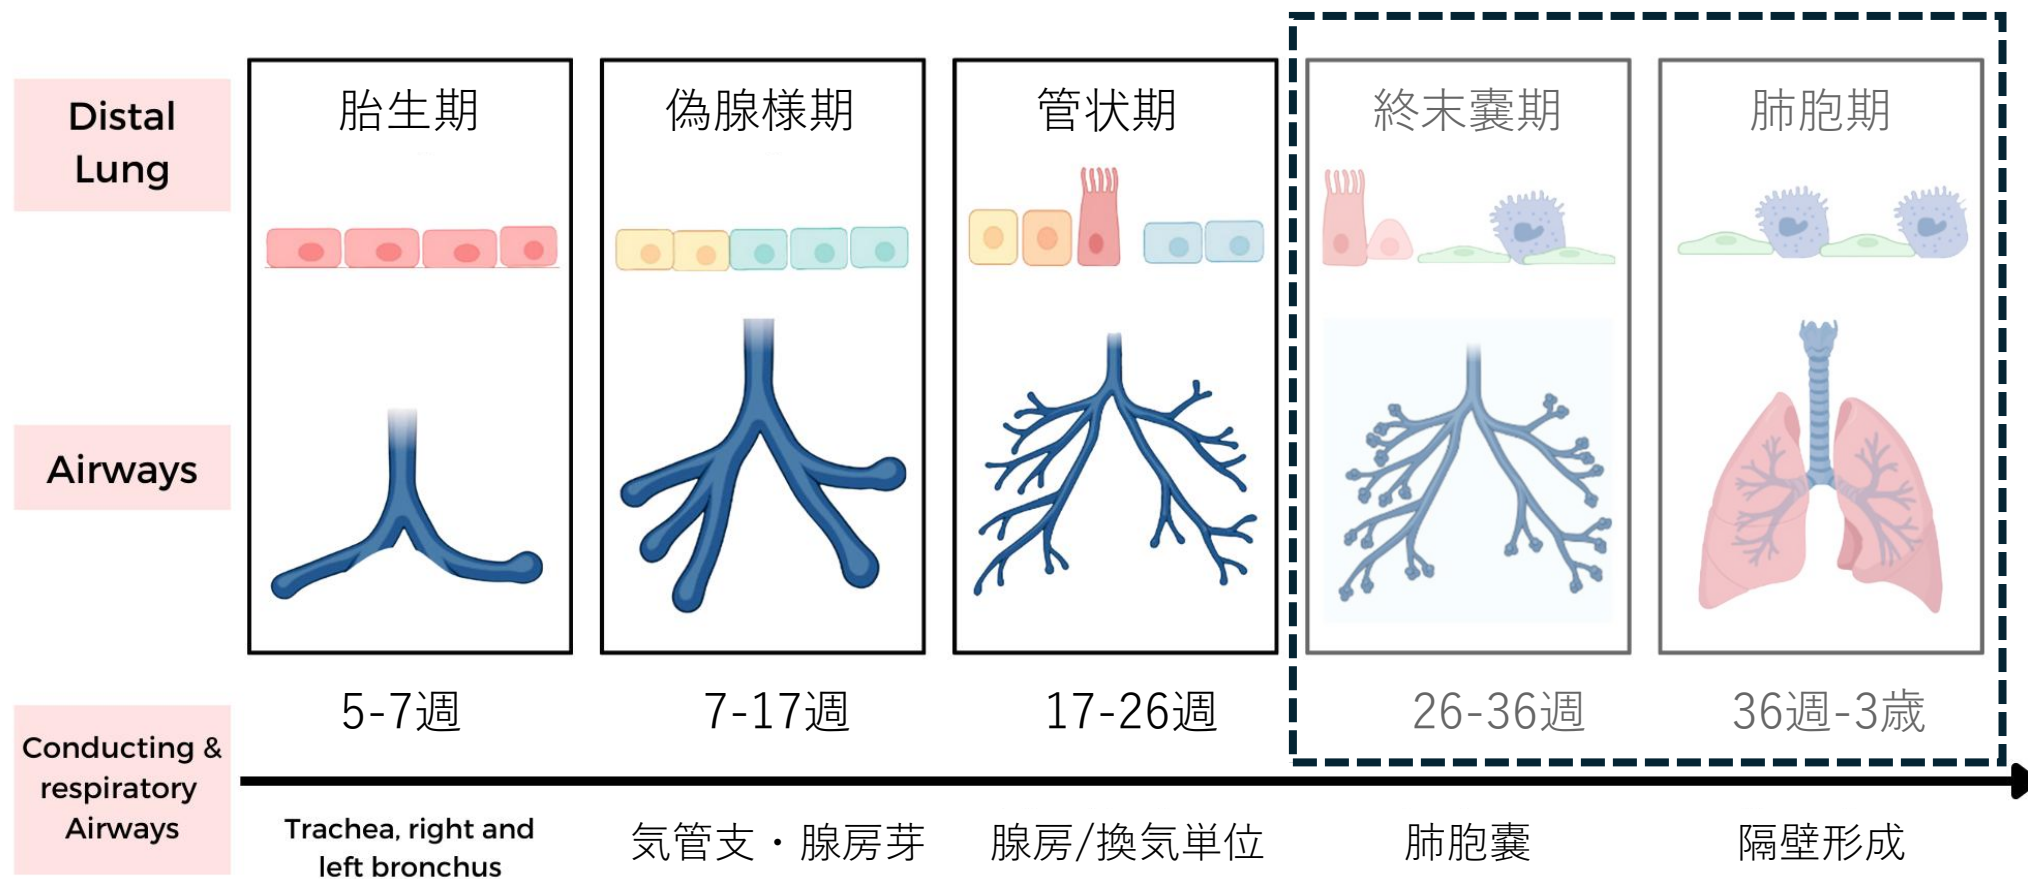 Distal
Lung
胎生期
偽腺様期
管状期
終末嚢期
肺胞期
Airways
5-7週
7-17週
17-26週
26-36週
36週-3歳
Conducting &
respiratory
Airways
Trachea, right and
left bronchus
気管支・腺房芽
腺房/換気単位
肺胞嚢
隔壁形成